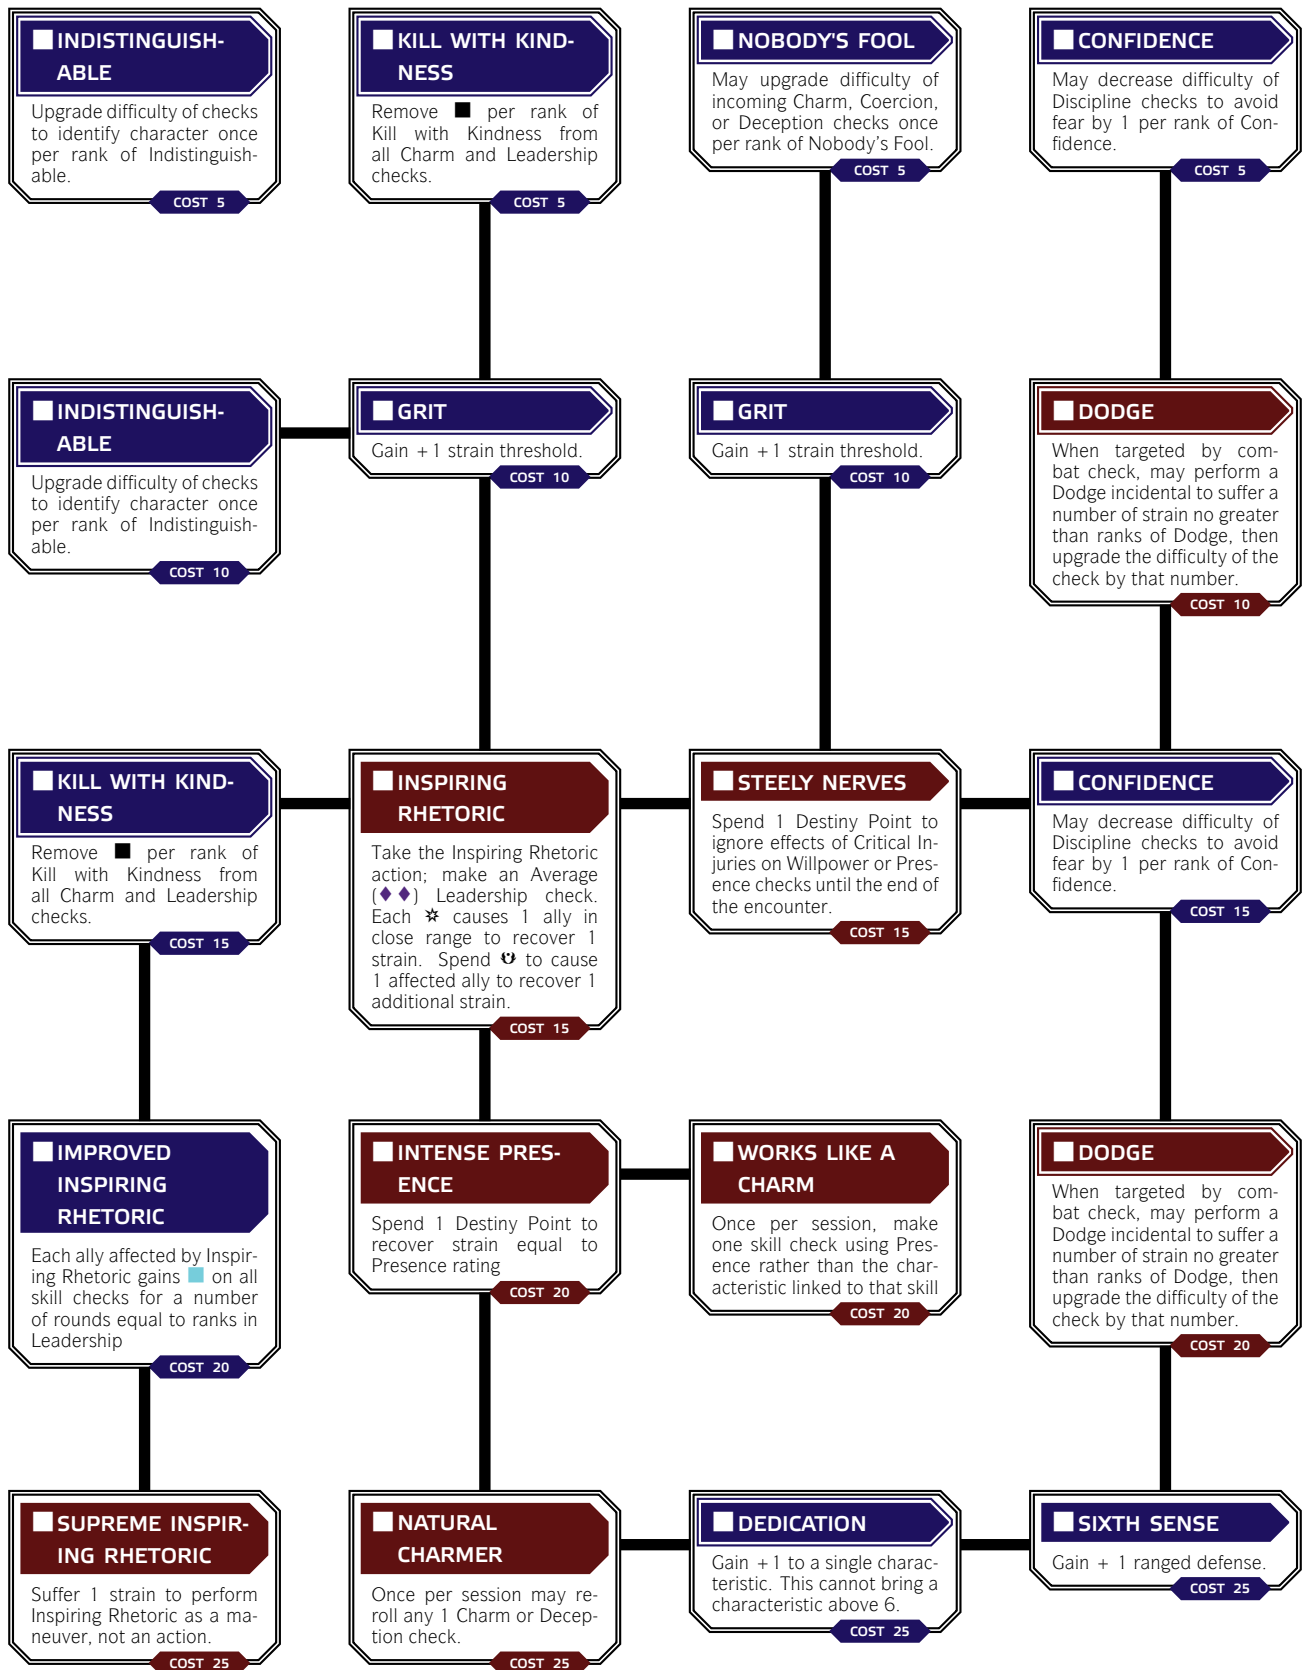 INDISTINGUISH-
ABLE
Upgrade difficulty of checks
to identify character once
per rank of Indistinguish-
able.
COST 5
KILL WITH KIND-
NESS
Remove ■ per rank of
Kill with Kindness from
all Charm and Leadership
checks.
COST 5
NOBODY'S FOOL
May upgrade difficulty of
incoming Charm, Coercion,
or Deception checks once
per rank of Nobody's Fool.
COST 5
CONFIDENCE
May decrease difficulty of
Discipline checks to avoid
fear by 1 per rank of Con-
fidence.
COST 5
INDISTINGUISH-
ABLE
Upgrade difficulty of checks
to identify character once
per rank of Indistinguish-
able.
COST 10
GRIT
Gain +1 strain threshold.
COST 10
GRIT
Gain +1 strain threshold.
COST 10
DODGE
When targeted by com-
bat check, may perform a
Dodge incidental to suffer a
number of strain no greater
than ranks of Dodge, then
upgrade the difficulty of the
check by that number.
COST 10
KILL WITH KIND-
NESS
Remove ■ per rank of
Kill with Kindness from
all Charm and Leadership
checks.
COST 15
INSPIRING
RHETORIC
Take the Inspiring Rhetoric
action; make an Average
(♦♦) Leadership check.
Each causes 1 ally in
close range to recover 1
strain. Spend to cause
1 affected ally to recover 1
additional strain.
COST 15
STEELY NERVES
Spend 1 Destiny Point to
ignore effects of Critical In-
juries on Willpower or Pres-
ence checks until the end of
the encounter.
COST 15
CONFIDENCE
May decrease difficulty of
Discipline checks to avoid
fear by 1 per rank of Con-
fidence.
COST 15
IMPROVED
INSPIRING
RHETORIC
Each ally affected by Inspir-
ing Rhetoric gains ■ on all
skill checks for a number
of rounds equal to ranks in
Leadership
COST 20
INTENSE PRES-
ENCE
Spend 1 Destiny Point to
recover strain equal to
Presence rating
COST 20
WORKS LIKE A
CHARM
Once per session, make
one skill check using Pres-
ence rather than the char-
acteristic linked to that skill
COST 20
DODGE
When targeted by com-
bat check, may perform a
Dodge incidental to suffer a
number of strain no greater
than ranks of Dodge, then
upgrade the difficulty of the
check by that number.
COST 20
SUPREME INSPIR-
ING RHETORIC
Suffer 1 strain to perform
Inspiring Rhetoric as a ma-
neuver, not an action.
COST 25
NATURAL
CHARMER
Once per session may re-
roll any 1 Charm or Decep-
tion check.
COST 25
DEDICATION
Gain +1 to a single charac-
teristic. This cannot bring a
characteristic above 6.
COST 25
SIXTH SENSE
Gain + 1 ranged defense.
COST 25